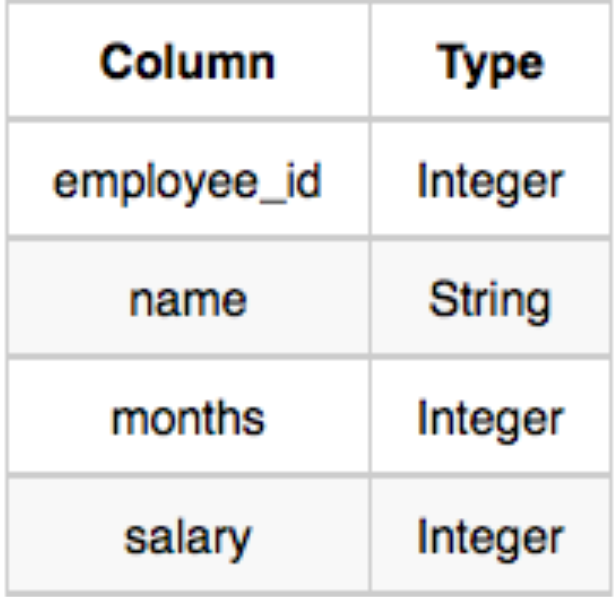 Column Type
employee_id Integer
name String
months Integer
salary Integer